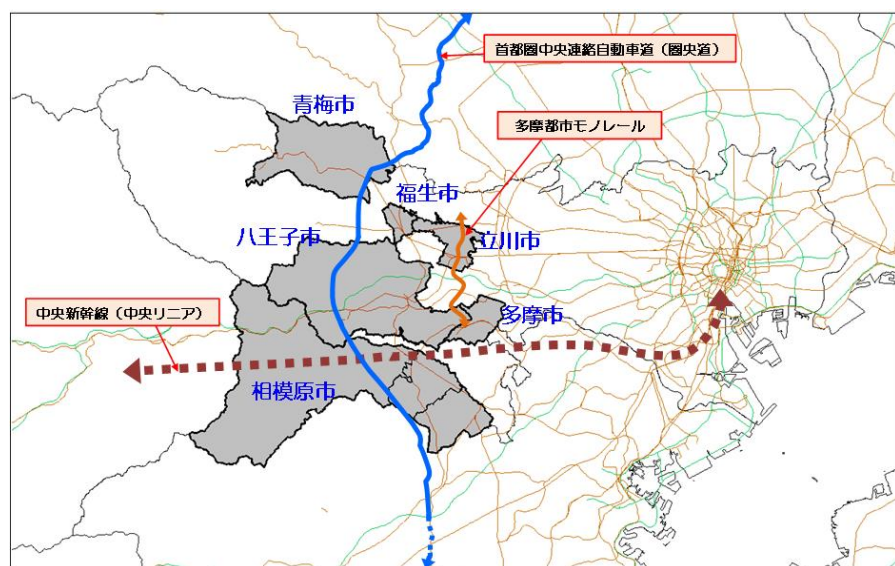 首都圏中央連絡自動車道（圏央道）
青梅市
多摩都市モノレール
福生市
八王子市
立川市
中央新幹線（中央リニア）
多摩市
相模原市